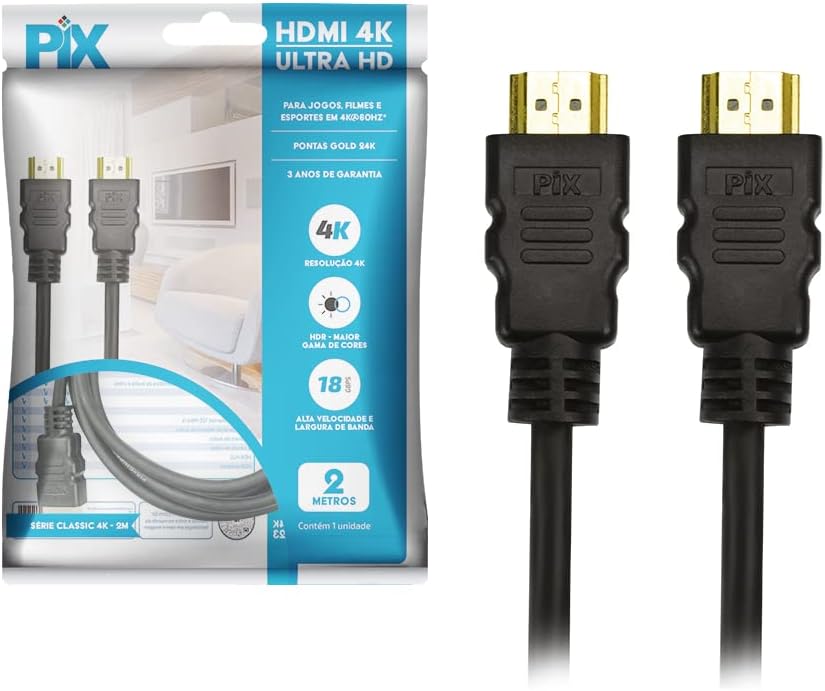 PIX
HDMI 4K
ULTRA HD
PARA JOGOS, FILMES E
ESPORTES EM 4K@60HZ*
PONTAS GOLD 24K
3 ANOS DE GARANTIA
4K
RESOLUÇÃO 4K
HDR - MAIOR
GAMA DE CORES
18 GBPS
ALTA VELOCIDADE E
LARGURA DE BANDA
2
METROS
Contém 1 unidade
SÉRIE CLASSIC 4K - 2M
PIX
PIX